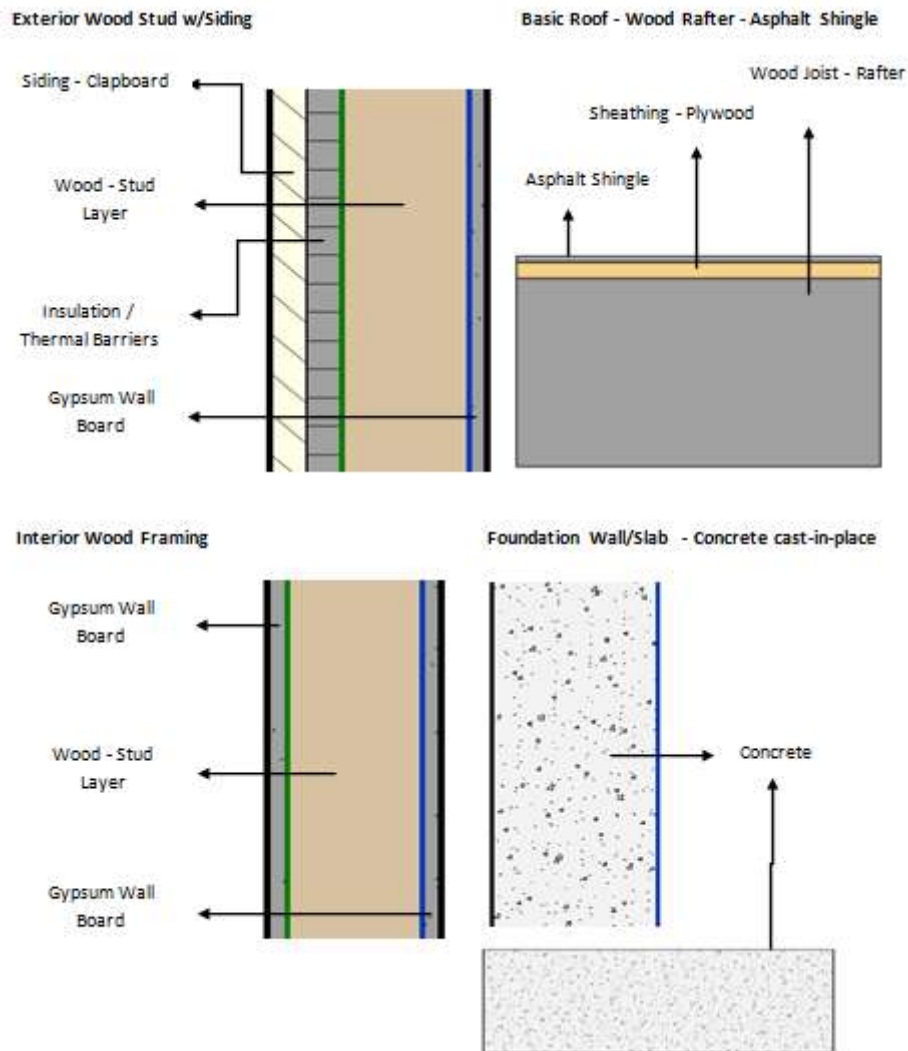 Exterior Wood Stud w/Siding
Siding - Clapboard
Wood - Stud
Layer
Insulation /
Thermal Barriers
Gypsum Wall
Board
Basic Roof - Wood Rafter - Asphalt Shingle
Wood Joist - Rafter
Sheathing - Plywood
Asphalt Shingle
Interior Wood Framing
Gypsum Wall
Board
Wood - Stud
Layer
Gypsum Wall
Board
Foundation Wall/Slab - Concrete cast-in-place
Concrete